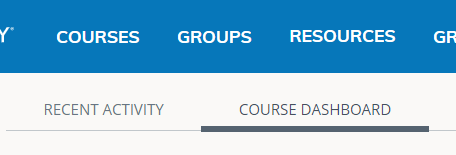 COURSES GROUPS RESOURCES
RECENT ACTIVITY COURSE DASHBOARD